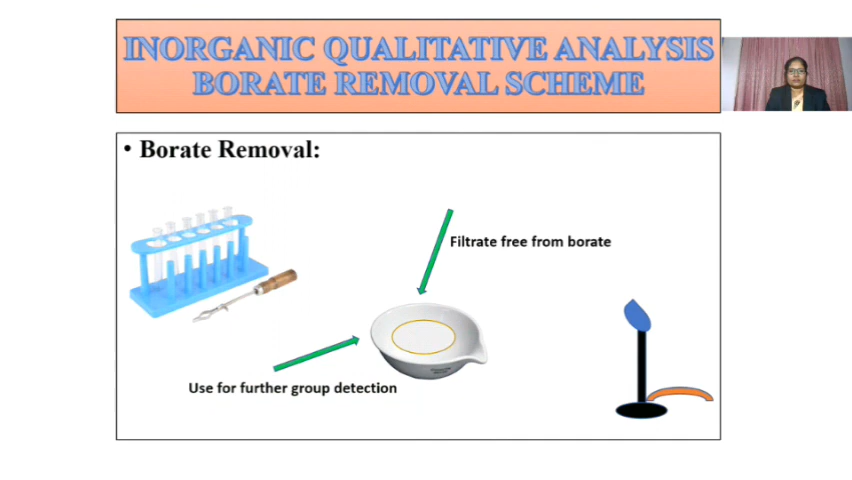 INORGANIC QUALITATIVE ANALYSIS
BORATE REMOVAL SCHEME
• Borate Removal:
Filtrate free from borate
Use for further group detection